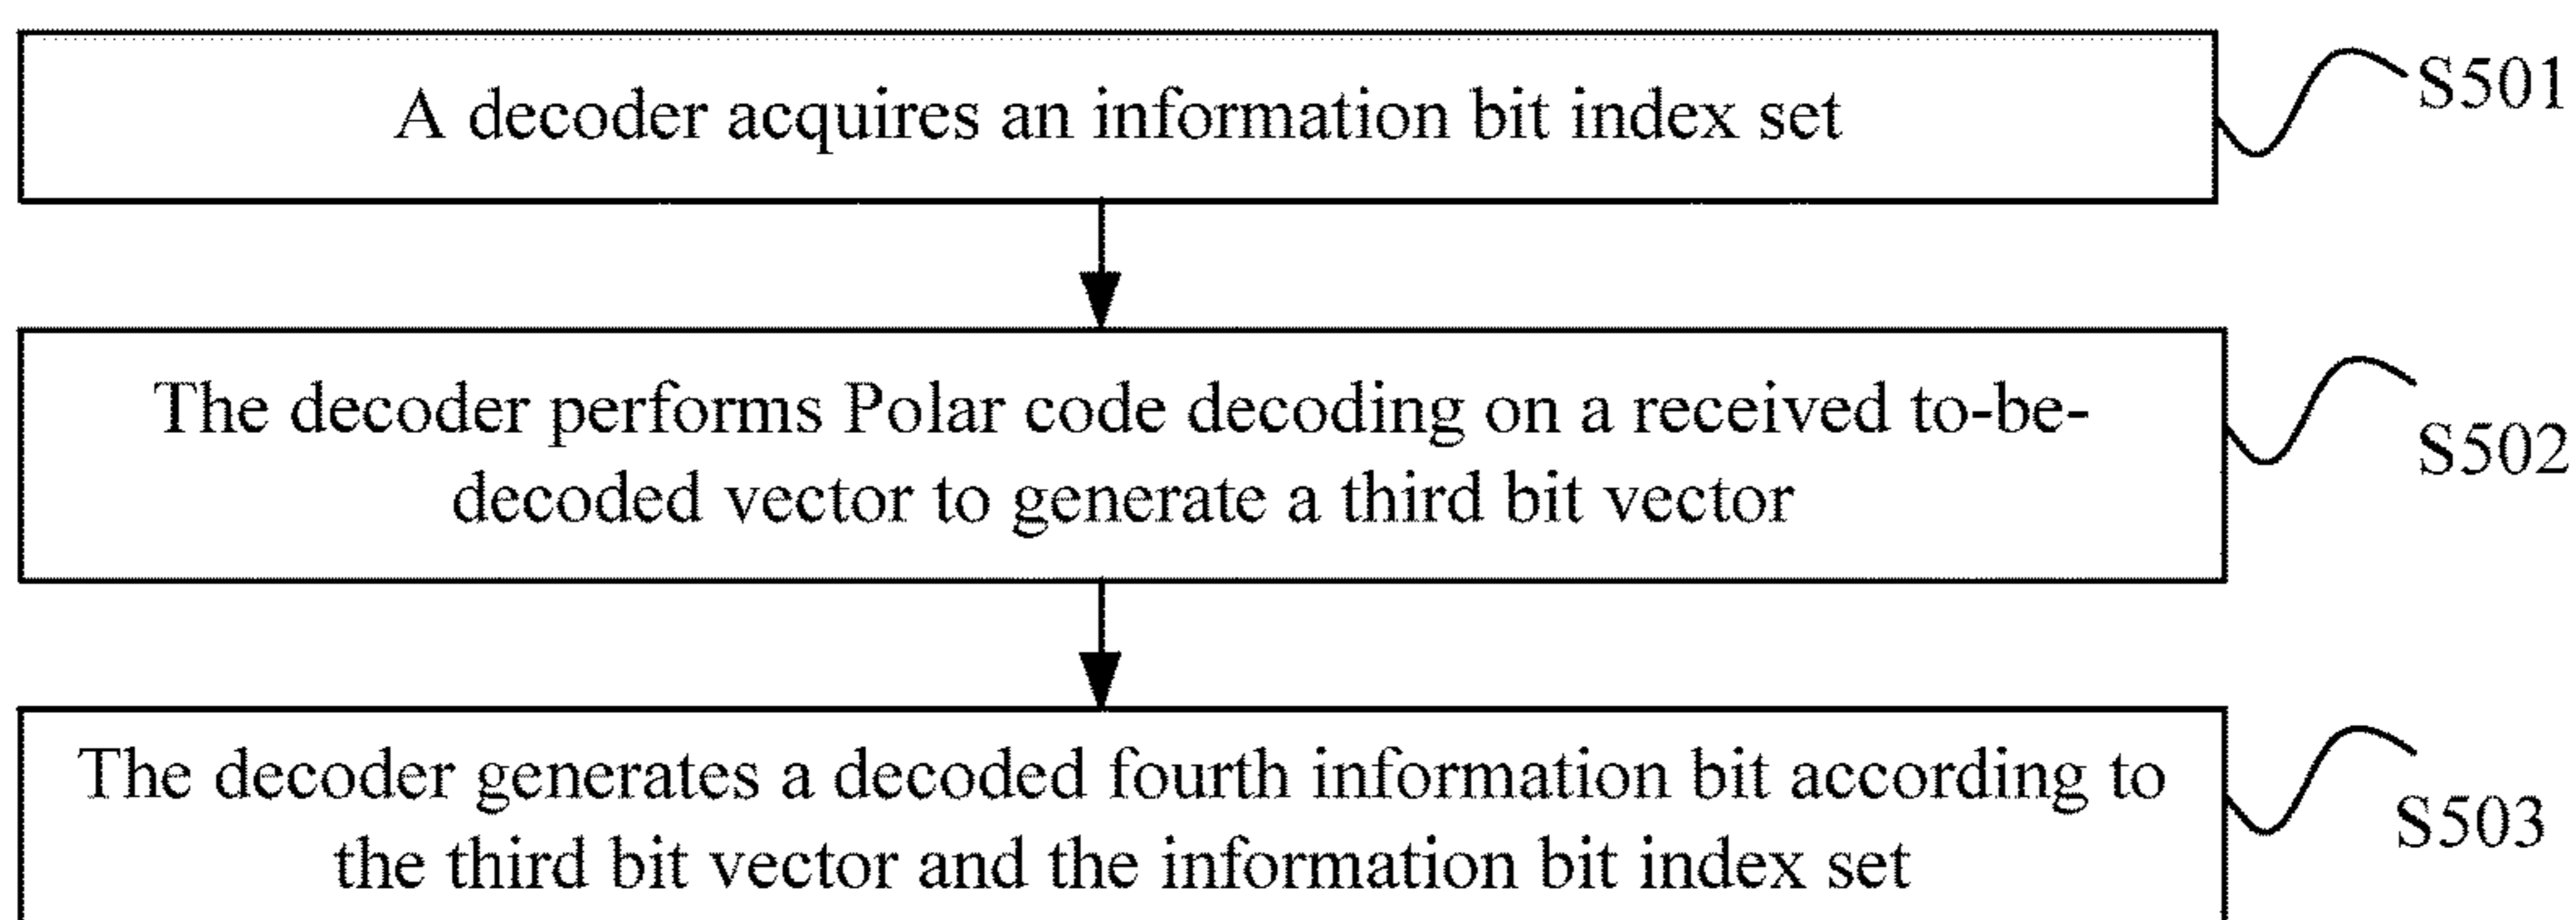 A decoder acquires an information bit index set
S501
The decoder performs Polar code decoding on a received to-be-
decoded vector to generate a third bit vector
S502
The decoder generates a decoded fourth information bit according to
the third bit vector and the information bit index set
S503